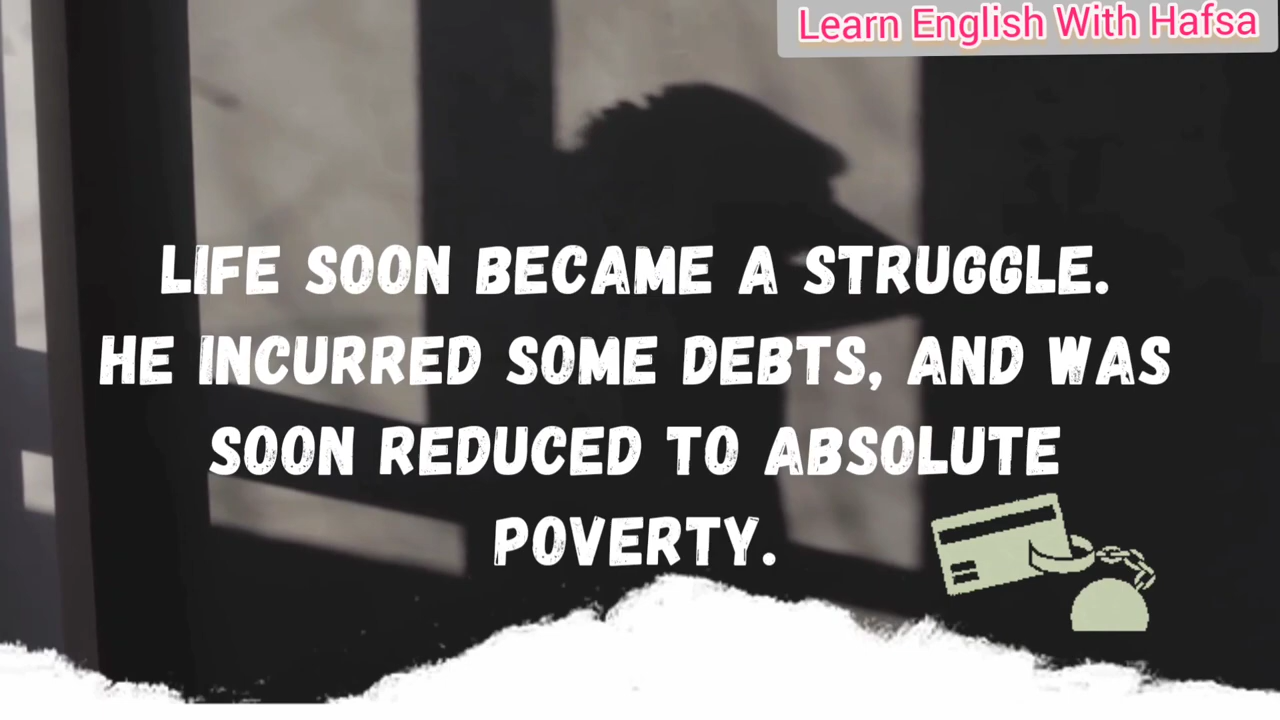 Learn English With Hafsa
LIFE SOON BECAME A STRUGGLE.
HE INCURRED SOME DEBTS, AND WAS
SOON REDUCED TO ABSOLUTE
POVERTY.